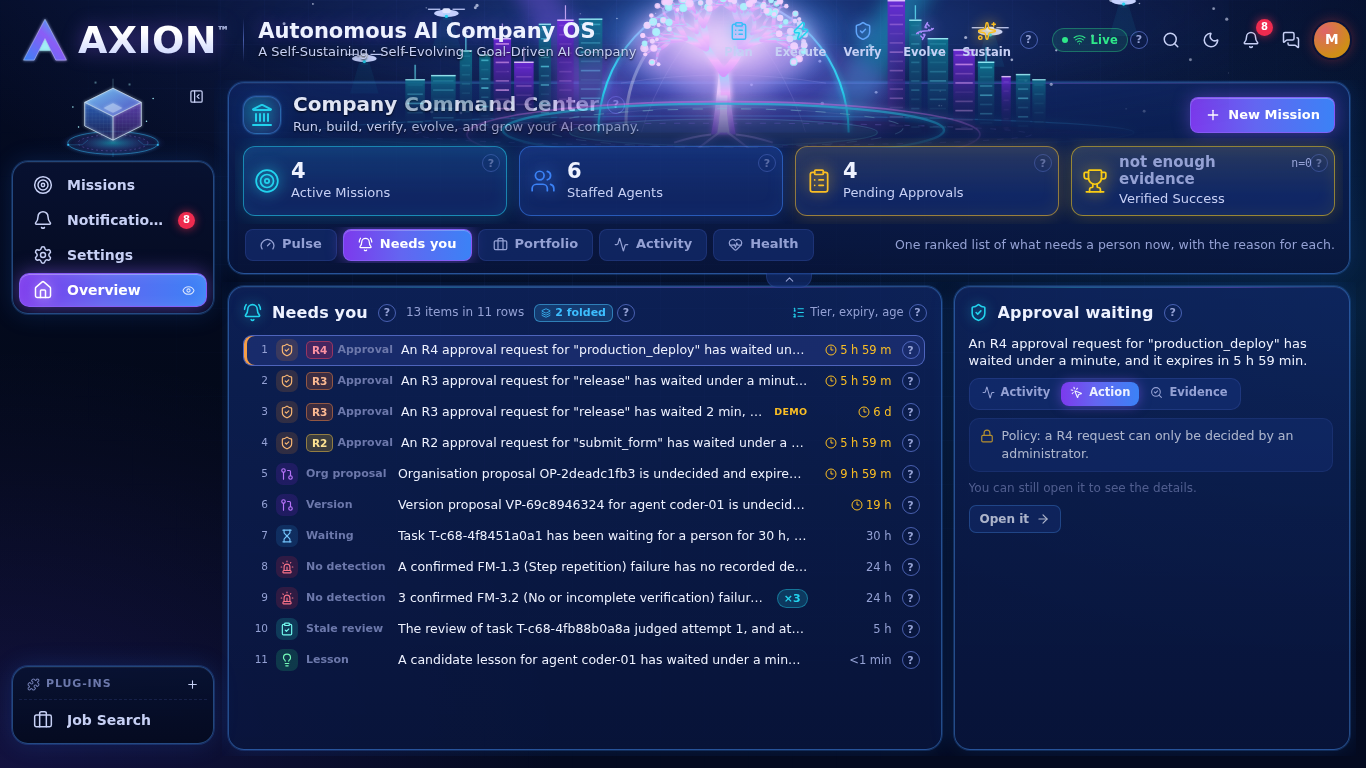 AXION™
Autonomous AI Company OS
A Self-Sustaining · Self-Evolving · Goal-Driven AI Company
Execute
Verify
Evolve
Sustain
?
Live
?
8
M
Company Command Center ?
Run, build, verify, evolve, and grow your AI company.
New Mission
4
Active Missions
?
6
Staffed Agents
?
4
Pending Approvals
?
not enough evidence
Verified Success
n=0 ?
Pulse
Needs you
Portfolio
Activity
Health
One ranked list of what needs a person now, with the reason for each.
Missions
Notificatio… 8
Settings
Overview
PLUG-INS +
Job Search
Needs you ? 13 items in 11 rows 2 folded ? Tier, expiry, age ?
1 R4 Approval An R4 approval request for "production_deploy" has waited un… 5 h 59 m ?
2 R3 Approval An R3 approval request for "release" has waited under a minut… 5 h 59 m ?
3 R3 Approval An R3 approval request for "release" has waited 2 min, … DEMO 6 d ?
4 R2 Approval An R2 approval request for "submit_form" has waited under a … 5 h 59 m ?
5 Org proposal Organisation proposal OP-2deadc1fb3 is undecided and expire… 9 h 59 m ?
6 Version Version proposal VP-69c8946324 for agent coder-01 is undecid… 19 h ?
7 Waiting Task T-c68-4f8451a0a1 has been waiting for a person for 30 h, … 30 h ?
8 No detection A confirmed FM-1.3 (Step repetition) failure has no recorded de… 24 h ?
9 No detection 3 confirmed FM-3.2 (No or incomplete verification) failur… ×3 24 h ?
10 Stale review The review of task T-c68-4fb88b0a8a judged attempt 1, and at… 5 h ?
11 Lesson A candidate lesson for agent coder-01 has waited under a min… <1 min ?
Approval waiting ?
An R4 approval request for "production_deploy" has
waited under a minute, and it expires in 5 h 59 min.
Activity
Action
Evidence
Policy: a R4 request can only be decided by an
administrator.
You can still open it to see the details.
Open it